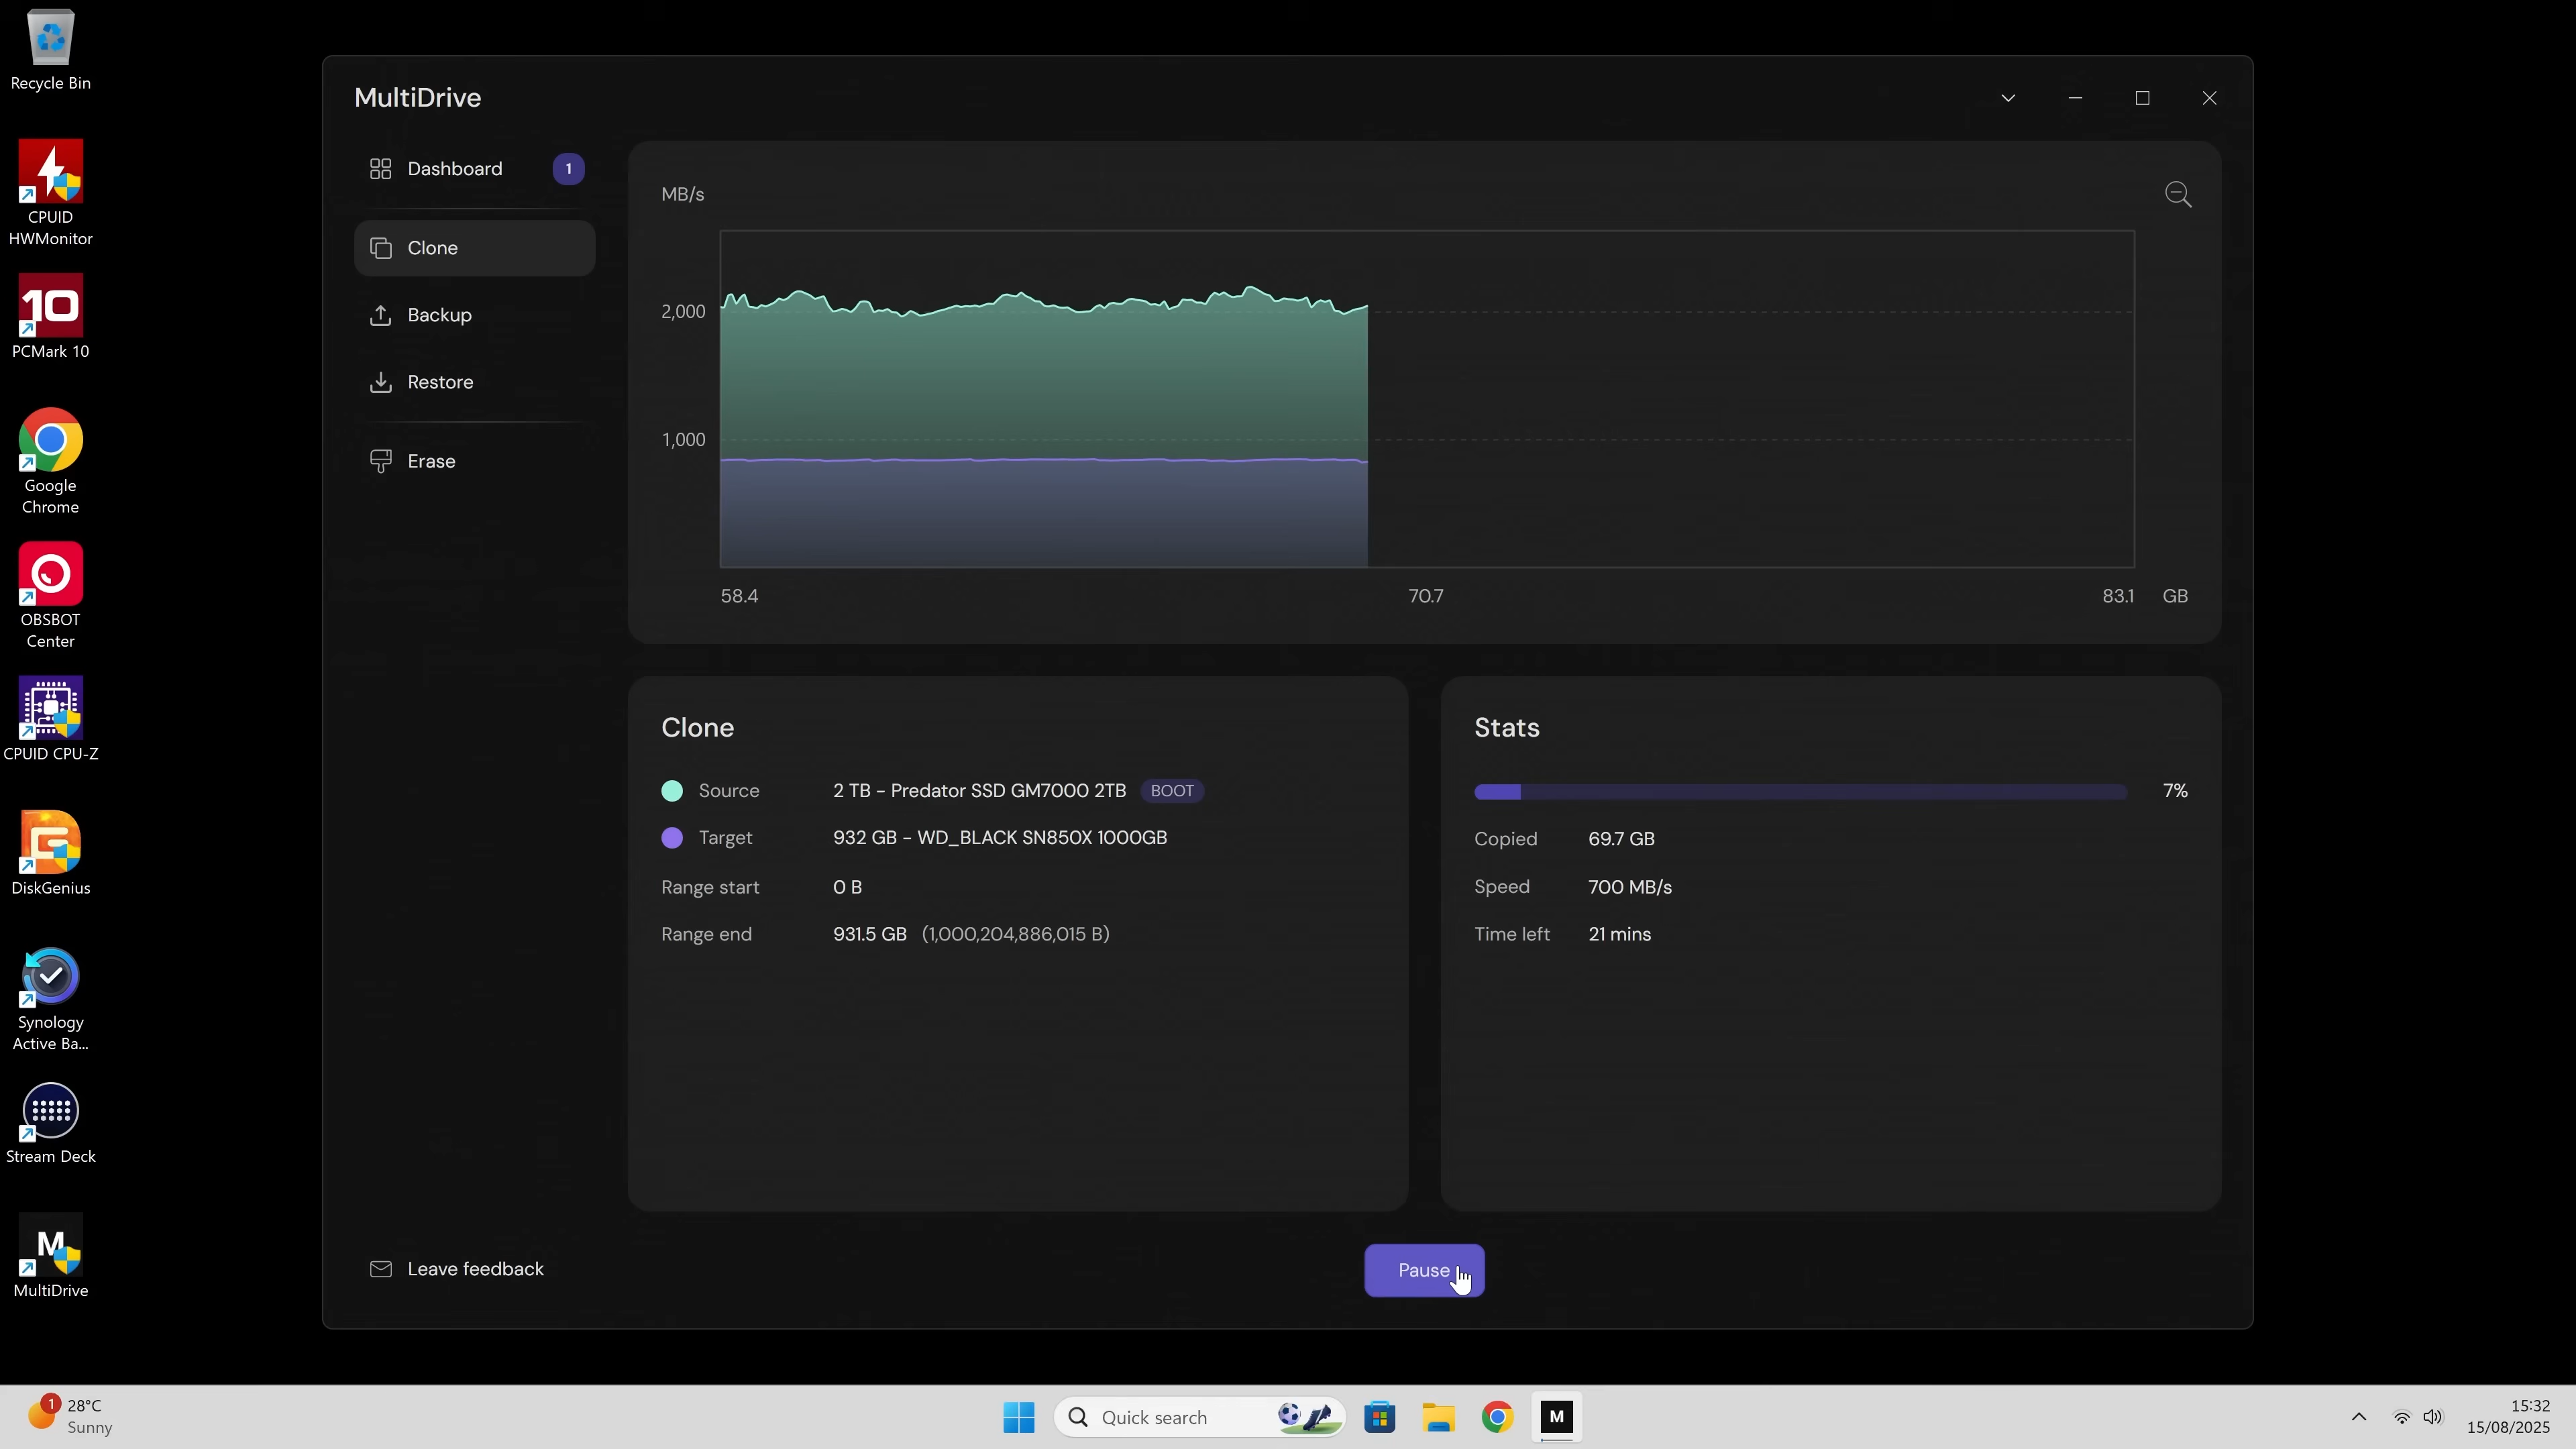 Recycle Bin
CPUID
HWMonitor
10
PCMark 10
Google
Chrome
OBSBOT
Center
CPUID CPU-Z
DiskGenius
Synology
Active Ba...
Stream Deck
M
MultiDrive
MultiDrive
Dashboard 1
Clone
Backup
Restore
Erase
Leave feedback
MB/s
2,000
1,000
58.4 70.7 83.1 GB
Clone
Source 2 TB - Predator SSD GM7000 2TB BOOT
Target 932 GB - WD_BLACK SN850X 1000GB
Range start 0 B
Range end 931.5 GB (1,000,204,886,015 B)
Stats
7%
Copied 69.7 GB
Speed 700 MB/s
Time left 21 mins
Pause
1
28°C
Sunny
Quick search
M
15:32
15/08/2025